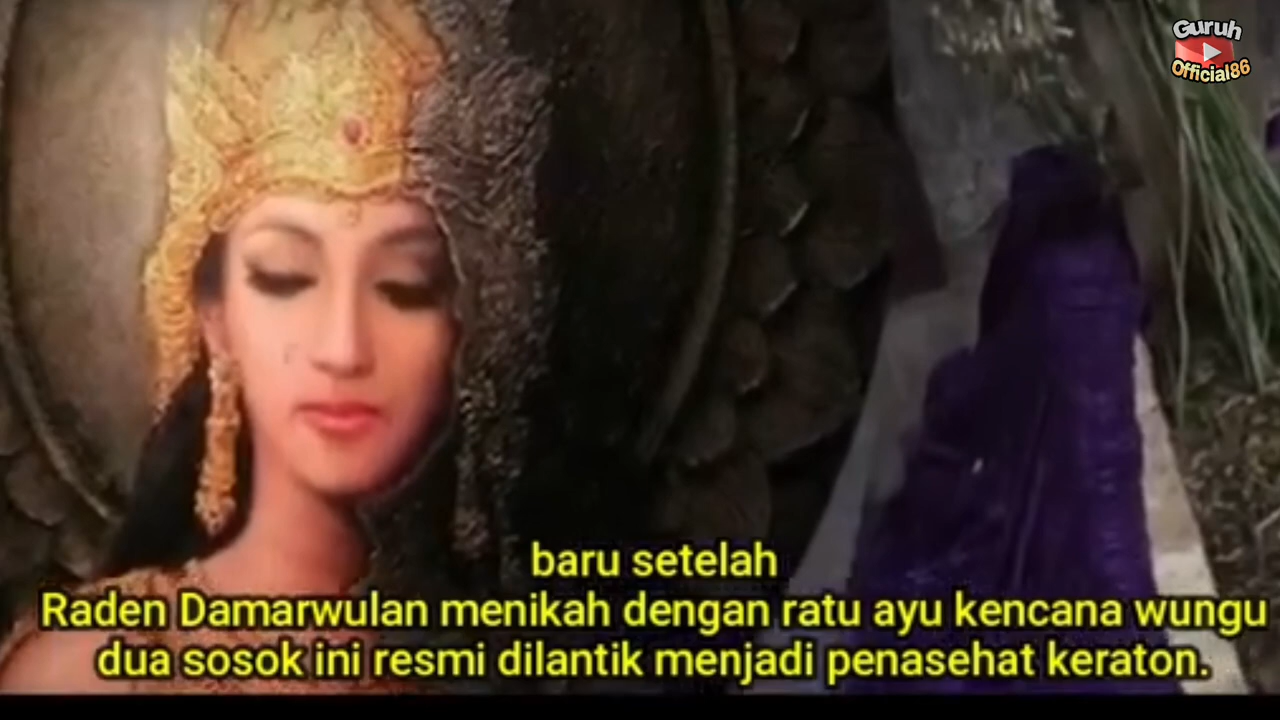 Guruh
Official86
baru setelah
Raden Damarwulan menikah dengan ratu ayu kencana wungu
dua sosok ini resmi dilantik menjadi penasehat keraton.